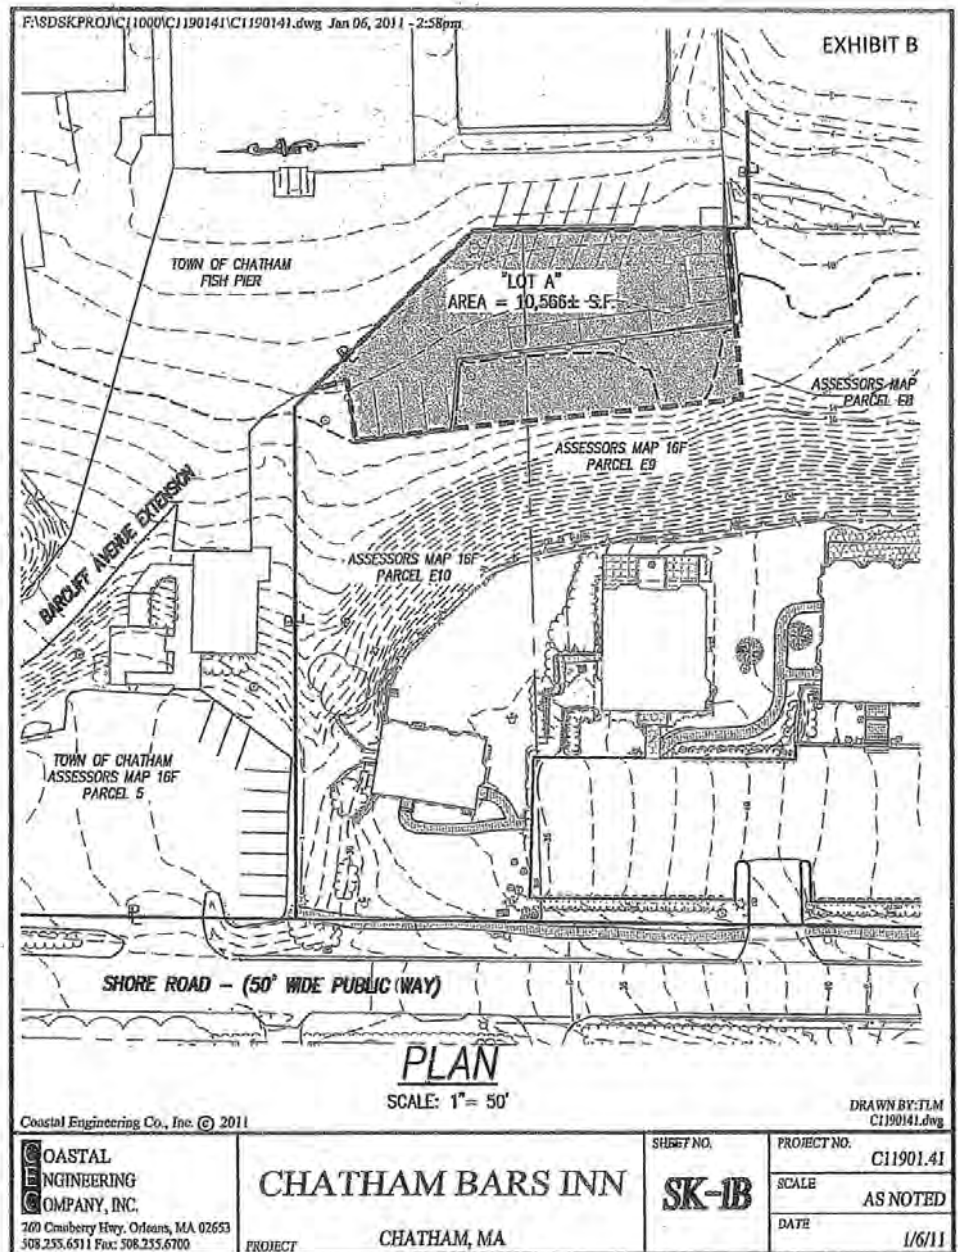 F:\SDSKPROJ\C11000\C1190141\C1190141.dwg Jan 06, 2011 - 2:58pm
EXHIBIT B
TOWN OF CHATHAM
FISH PIER
"LOT A"
AREA = 10,566± S.F.
ASSESSORS MAP
PARCEL E8
ASSESSORS MAP 16F
PARCEL E9
BARCLIFF AVENUE EXTENSION
ASSESSORS MAP 16F
PARCEL E10
TOWN OF CHATHAM
ASSESSORS MAP 16F
PARCEL 5
SHORE ROAD - (50' WIDE PUBLIC WAY)
PLAN
SCALE: 1"= 50'
Coastal Engineering Co., Inc. © 2011
DRAWN BY:TLM
C1190141.dwg
COASTAL
ENGINEERING
COMPANY, INC.
260 Cranberry Hwy. Orleans, MA 02653
508.255.6511 Fax: 508.255.6700
CHATHAM BARS INN
PROJECT CHATHAM, MA
SHEET NO.
SK-1B
PROJECT NO:
C11901.41
SCALE
AS NOTED
DATE
1/6/11